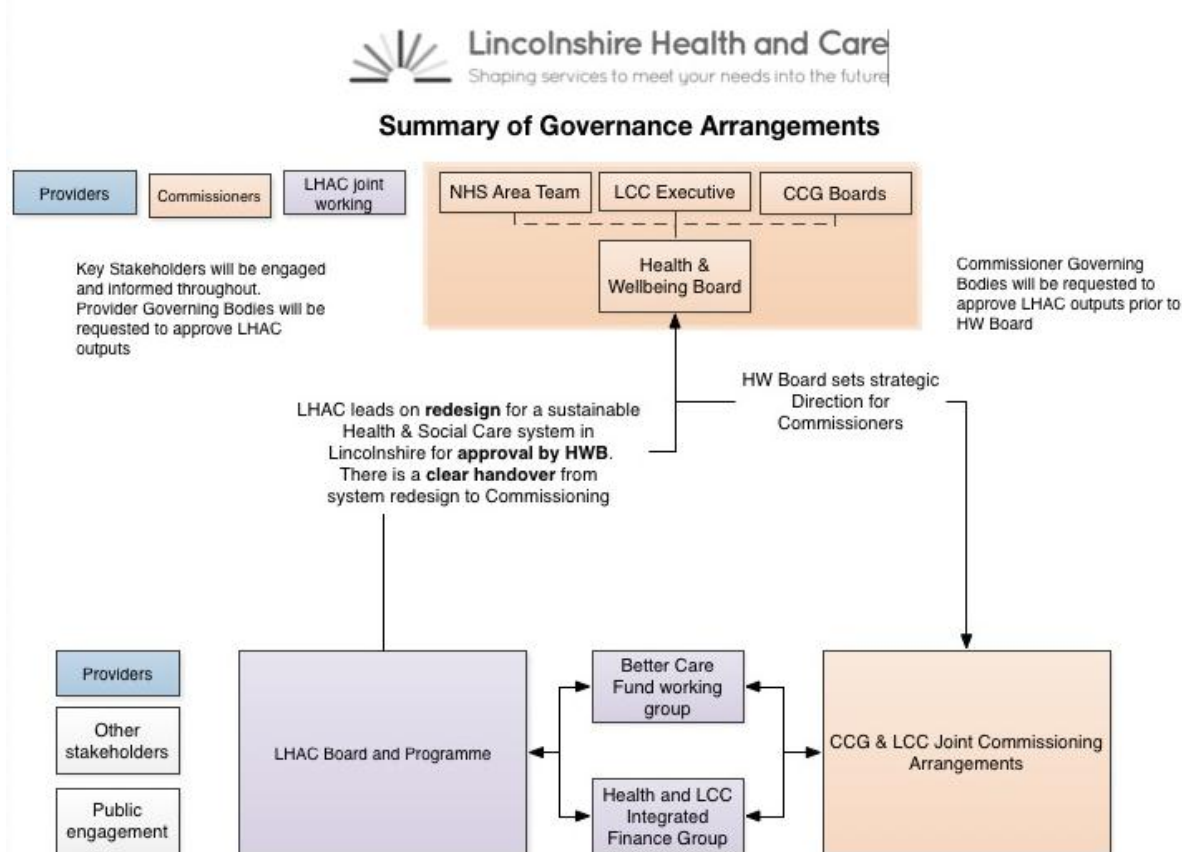 Lincolnshire Health and Care
Shaping services to meet your needs into the future
Summary of Governance Arrangements
Providers
Commissioners
LHAC joint
working
NHS Area Team
LCC Executive
CCG Boards
Health &
Wellbeing Board
Key Stakeholders will be engaged
and informed throughout.
Provider Governing Bodies will be
requested to approve LHAC
outputs
Commissioner Governing
Bodies will be requested to
approve LHAC outputs prior to
HW Board
LHAC leads on redesign for a sustainable
Health & Social Care system in
Lincolnshire for approval by HWB.
There is a clear handover from
system redesign to Commissioning
HW Board sets strategic
Direction for
Commissioners
Providers
Other
stakeholders
Public
engagement
LHAC Board and Programme
Better Care
Fund working
group
Health and LCC
Integrated
Finance Group
CCG & LCC Joint Commissioning
Arrangements